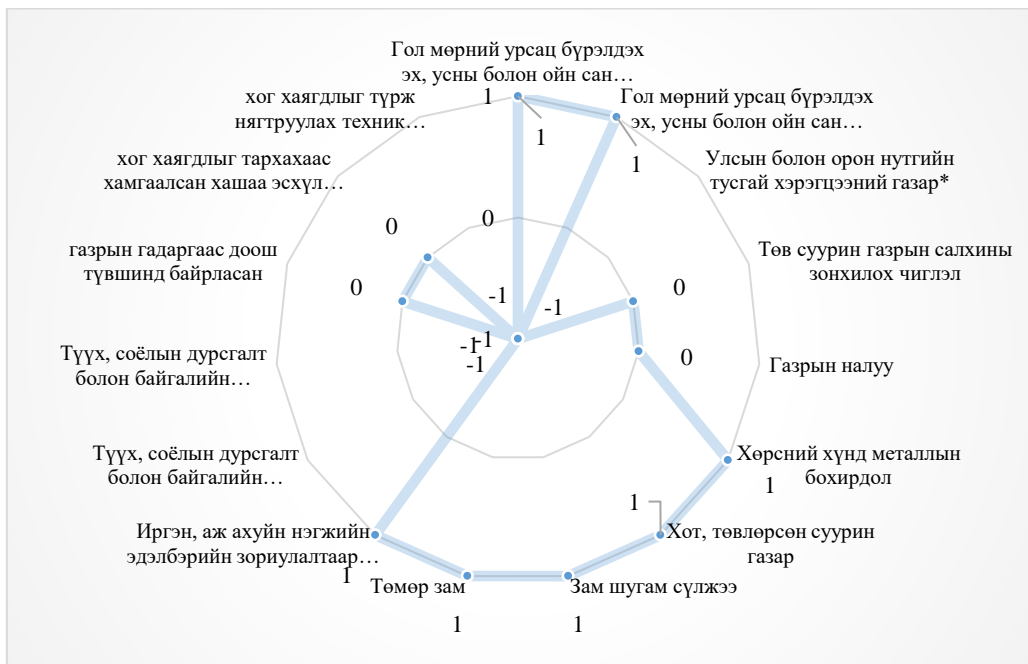 Гол мөрний урсац бүрэлдэх
эх, усны болон ойн сан…
1
1
Гол мөрний урсац бүрэлдэх
эх, усны болон ойн сан…
1
Улсын болон орон нутгийн
тусгай хэрэгцээний газар*
-1
Төв суурин газрын салхины
зонхилох чиглэл
0
Газрын налуу
0
Хөрсний хүнд металлын
бохирдол
1
Хот, төвлөрсөн суурин
газар
1
Зам шугам сүлжээ
1
Төмөр зам
1
Иргэн, аж ахуйн нэгжийн
эдэлбэрийн зориулалтаар…
1
Түүх, соёлын дурсгалт
болон байгалийн…
-1
Түүх, соёлын дурсгалт
болон байгалийн…
-1
газрын гадаргаас доош
түвшинд байрласан
0
хог хаягдлыг тархахаас
хамгаалсан хашаа эсхүл…
0
хог хаягдлыг түрж
нягтруулах техник…
-1
0
-1